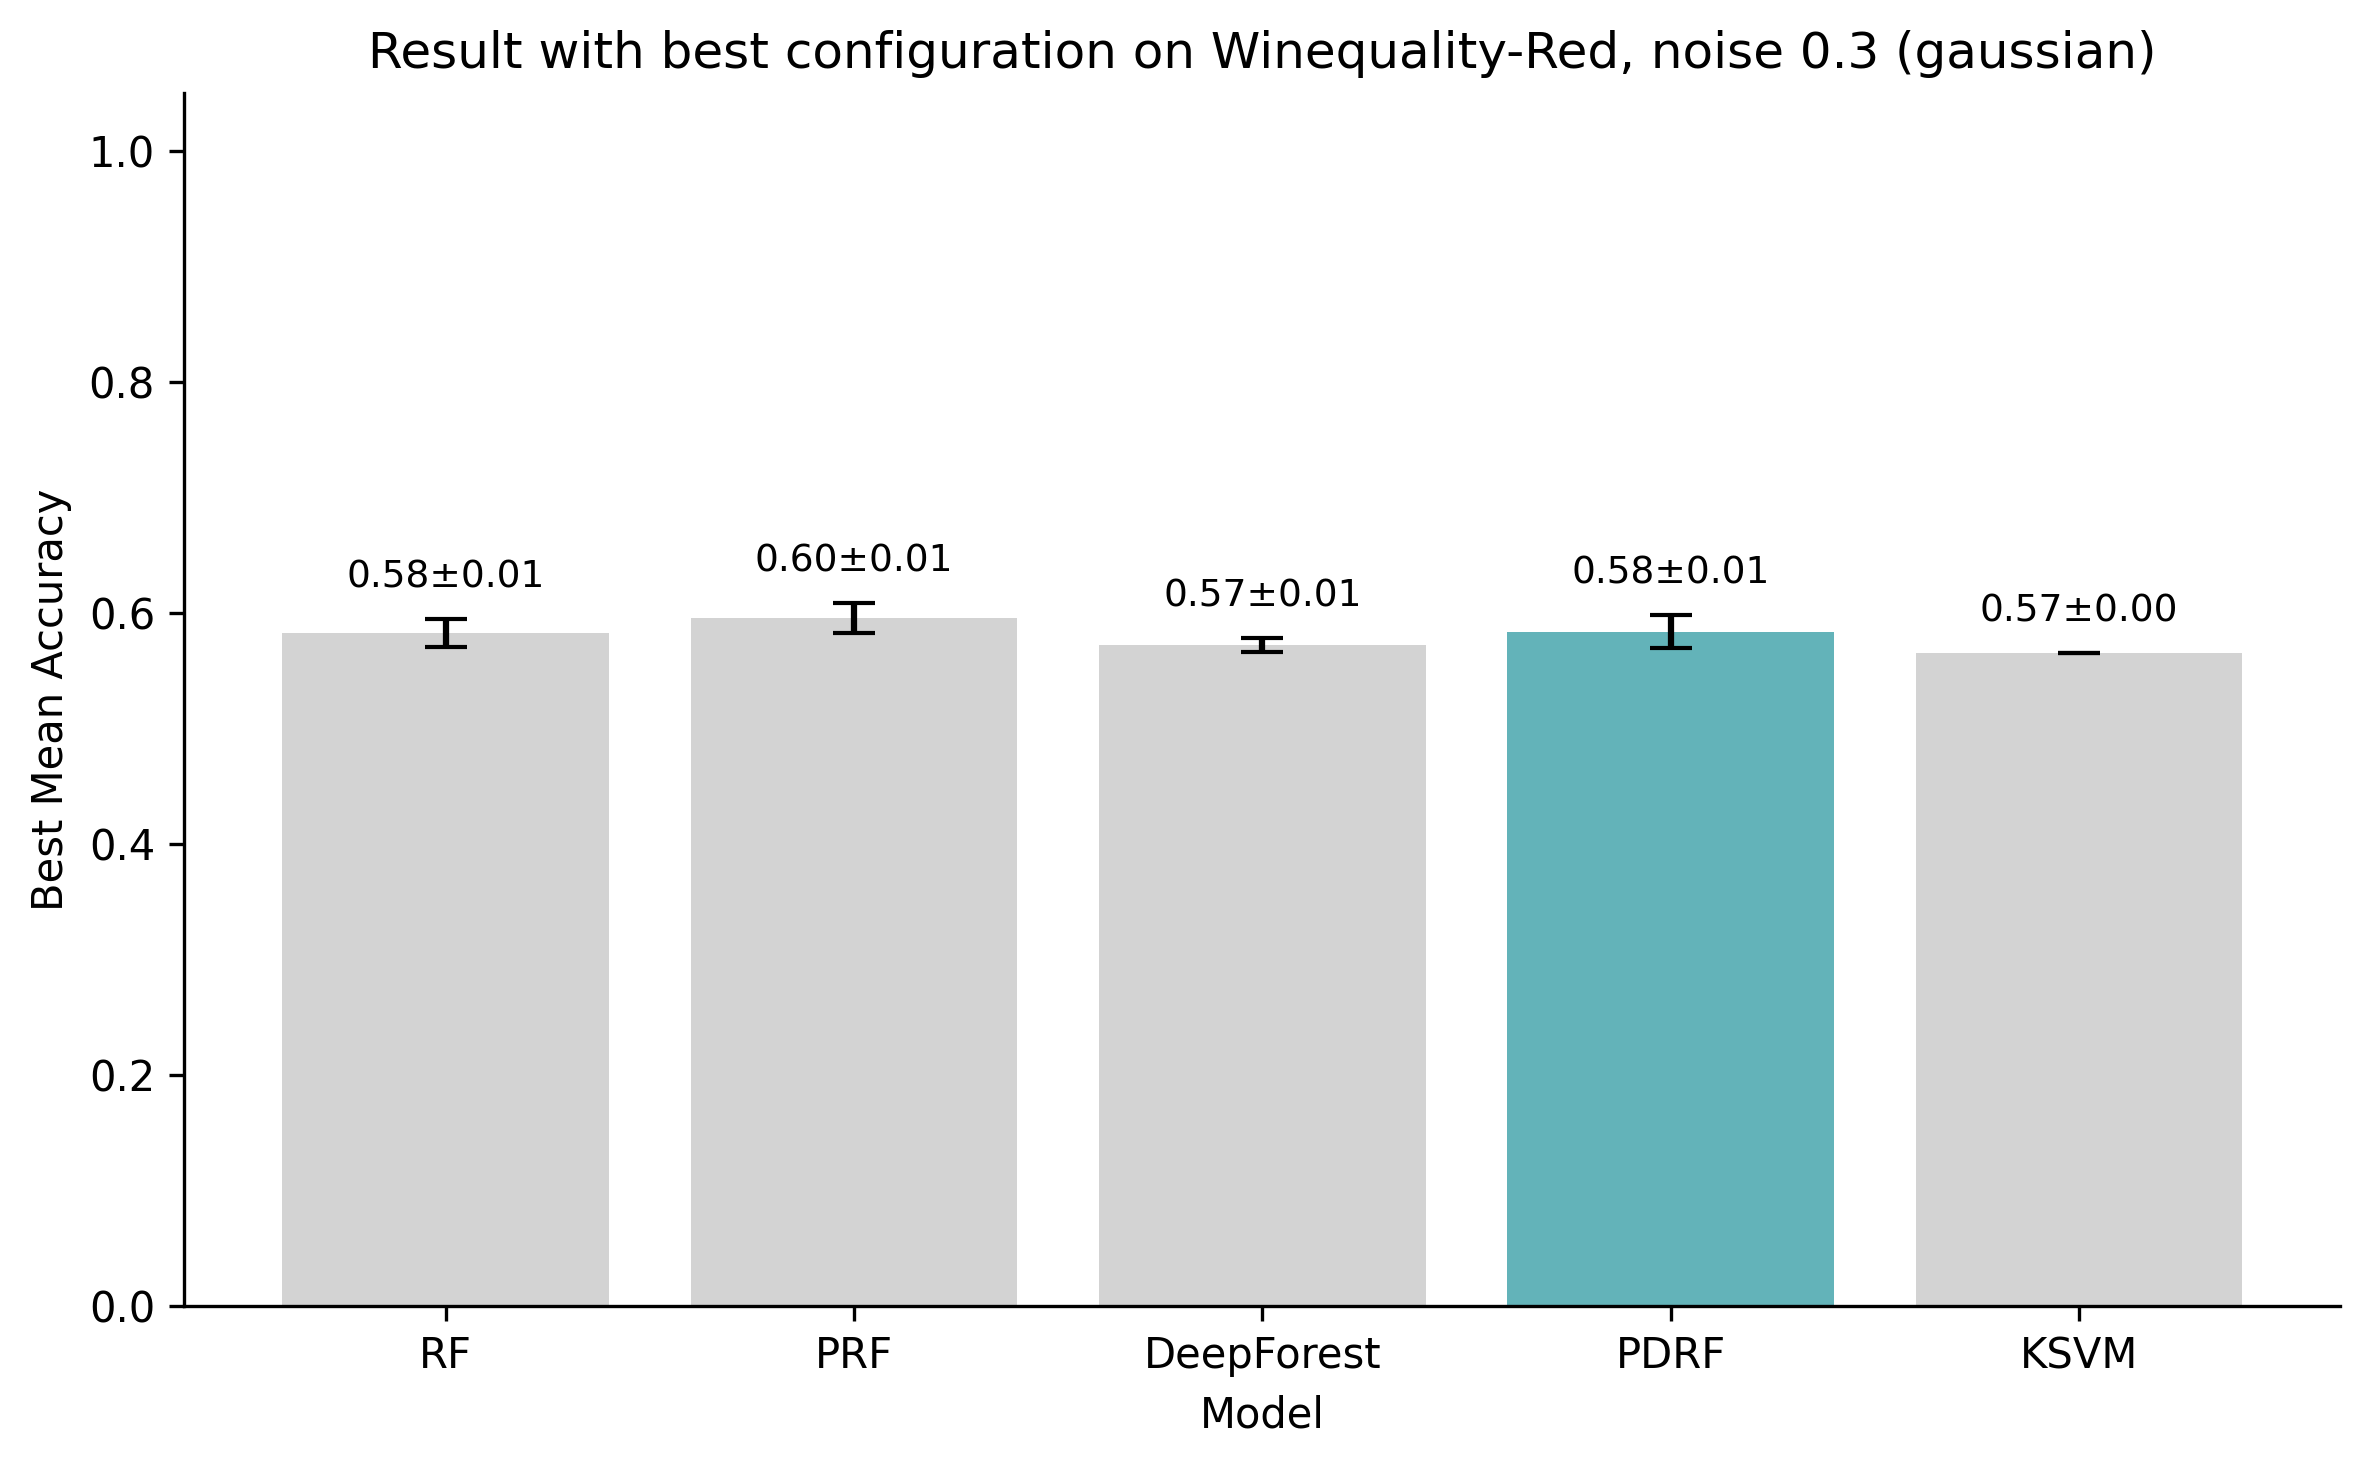 Result with best configuration on Winequality-Red, noise 0.3 (gaussian)
Best Mean Accuracy
1.0
0.8
0.6
0.4
0.2
0.0
0.58±0.01
0.60±0.01
0.57±0.01
0.58±0.01
0.57±0.00
RF
PRF
DeepForest
PDRF
KSVM
Model